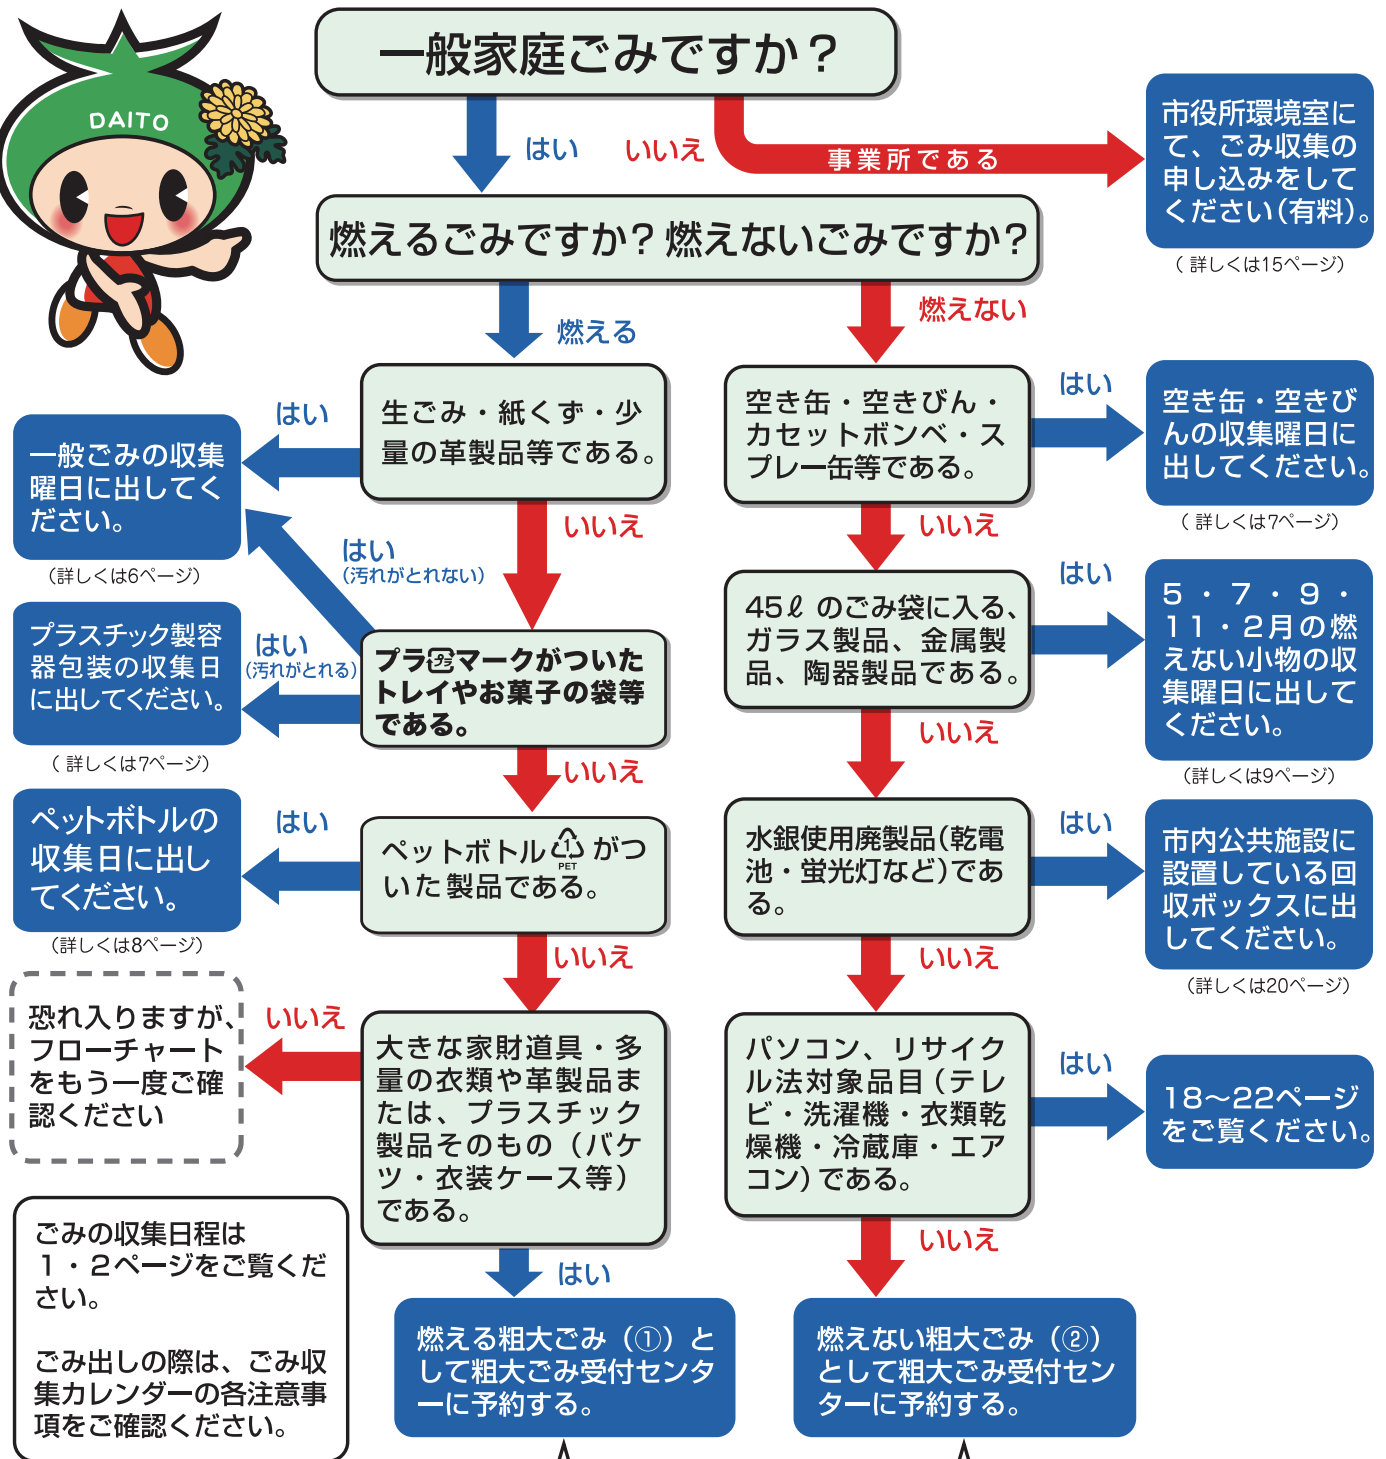 一般家庭ごみですか？
DAITO
はい
いいえ
事業所である
市役所環境室に
て、ごみ収集の
申し込みをして
ください（有料）。
（ 詳しくは15ページ）
燃えるごみですか？ 燃えないごみですか？
燃える
燃えない
生ごみ・紙くず・少
量の革製品等である。
はい
一般ごみの収集
曜日に出してく
ださい。
（詳しくは6ページ）
いいえ
はい
（汚れがとれない）
プラ プラ マークがついた
トレイやお菓子の袋等
である。
はい
（汚れがとれる）
プラスチック製容
器包装の収集日
に出してください。
（ 詳しくは7ページ）
いいえ
ペットボトル 1 がつ
PET
いた製品である。
はい
ペットボトルの
収集日に出し
てください。
（詳しくは8ページ）
いいえ
大きな家財道具・多
量の衣類や革製品ま
たは、プラスチック
製品そのもの（バケ
ツ・衣装ケース等）
である。
いいえ
恐れ入りますが、
フローチャート
をもう一度ご確
認ください
はい
燃える粗大ごみ（①）と
して粗大ごみ受付センタ
ーに予約する。
空き缶・空きびん・
カセットボンベ・ス
プレー缶等である。
はい
空き缶・空きび
んの収集曜日に
出してください。
（ 詳しくは7ページ）
いいえ
45ℓ のごみ袋に入る、
ガラス製品、金属製
品、陶器製品である。
はい
5・7・9・
11・2月の燃
えない小物の収
集曜日に出して
ください。
（詳しくは9ページ）
いいえ
水銀使用廃製品（乾電
池・蛍光灯など）であ
る。
はい
市内公共施設に
設置している回
収ボックスに出
してください。
（詳しくは20ページ）
いいえ
パソコン、リサイク
ル法対象品目（テレ
ビ・洗濯機・衣類乾
燥機・冷蔵庫・エア
コン）である。
はい
18～22ページ
をご覧ください。
いいえ
燃えない粗大ごみ（②）
として粗大ごみ受付セン
ターに予約する。
ごみの収集日程は
1・2ページをご覧くだ
さい。
ごみ出しの際は、ごみ収
集カレンダーの各注意事
項をご確認ください。